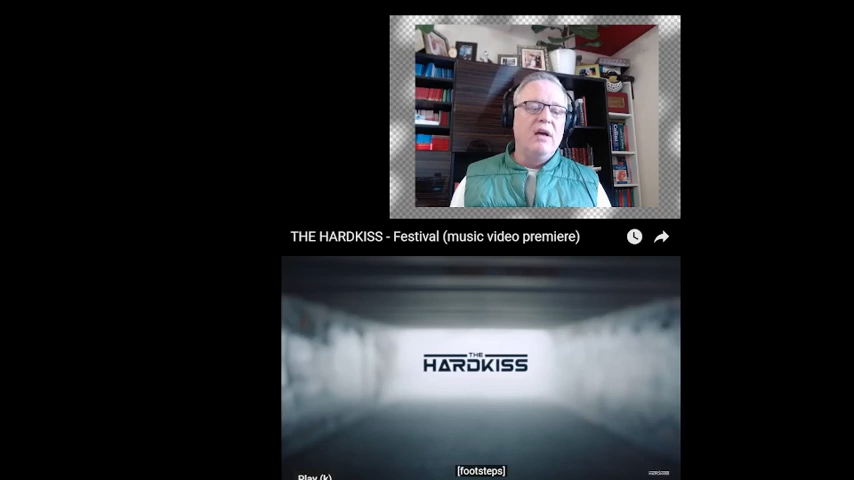 THE HARDKISS - Festival (music video premiere)
THE
HARDKISS
[footsteps]
Play (k)